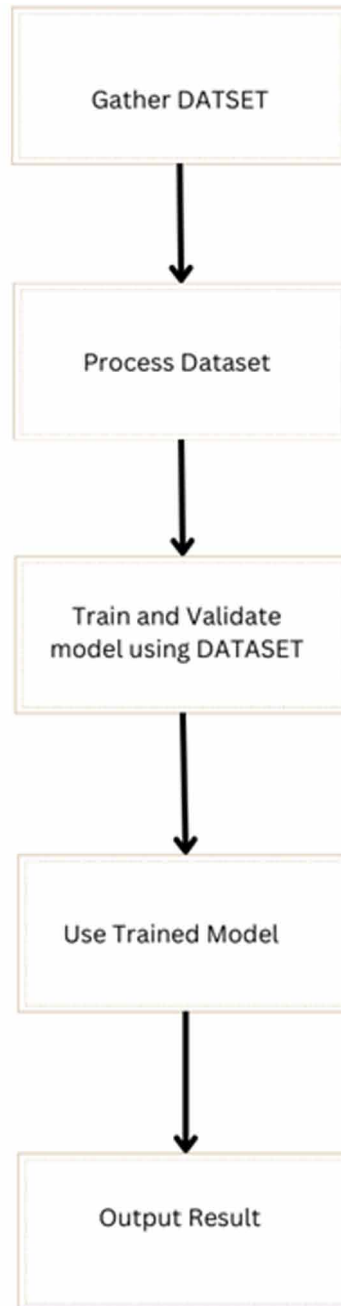 Gather DATSET
Process Dataset
Train and Validate
model using DATASET
Use Trained Model
Output Result